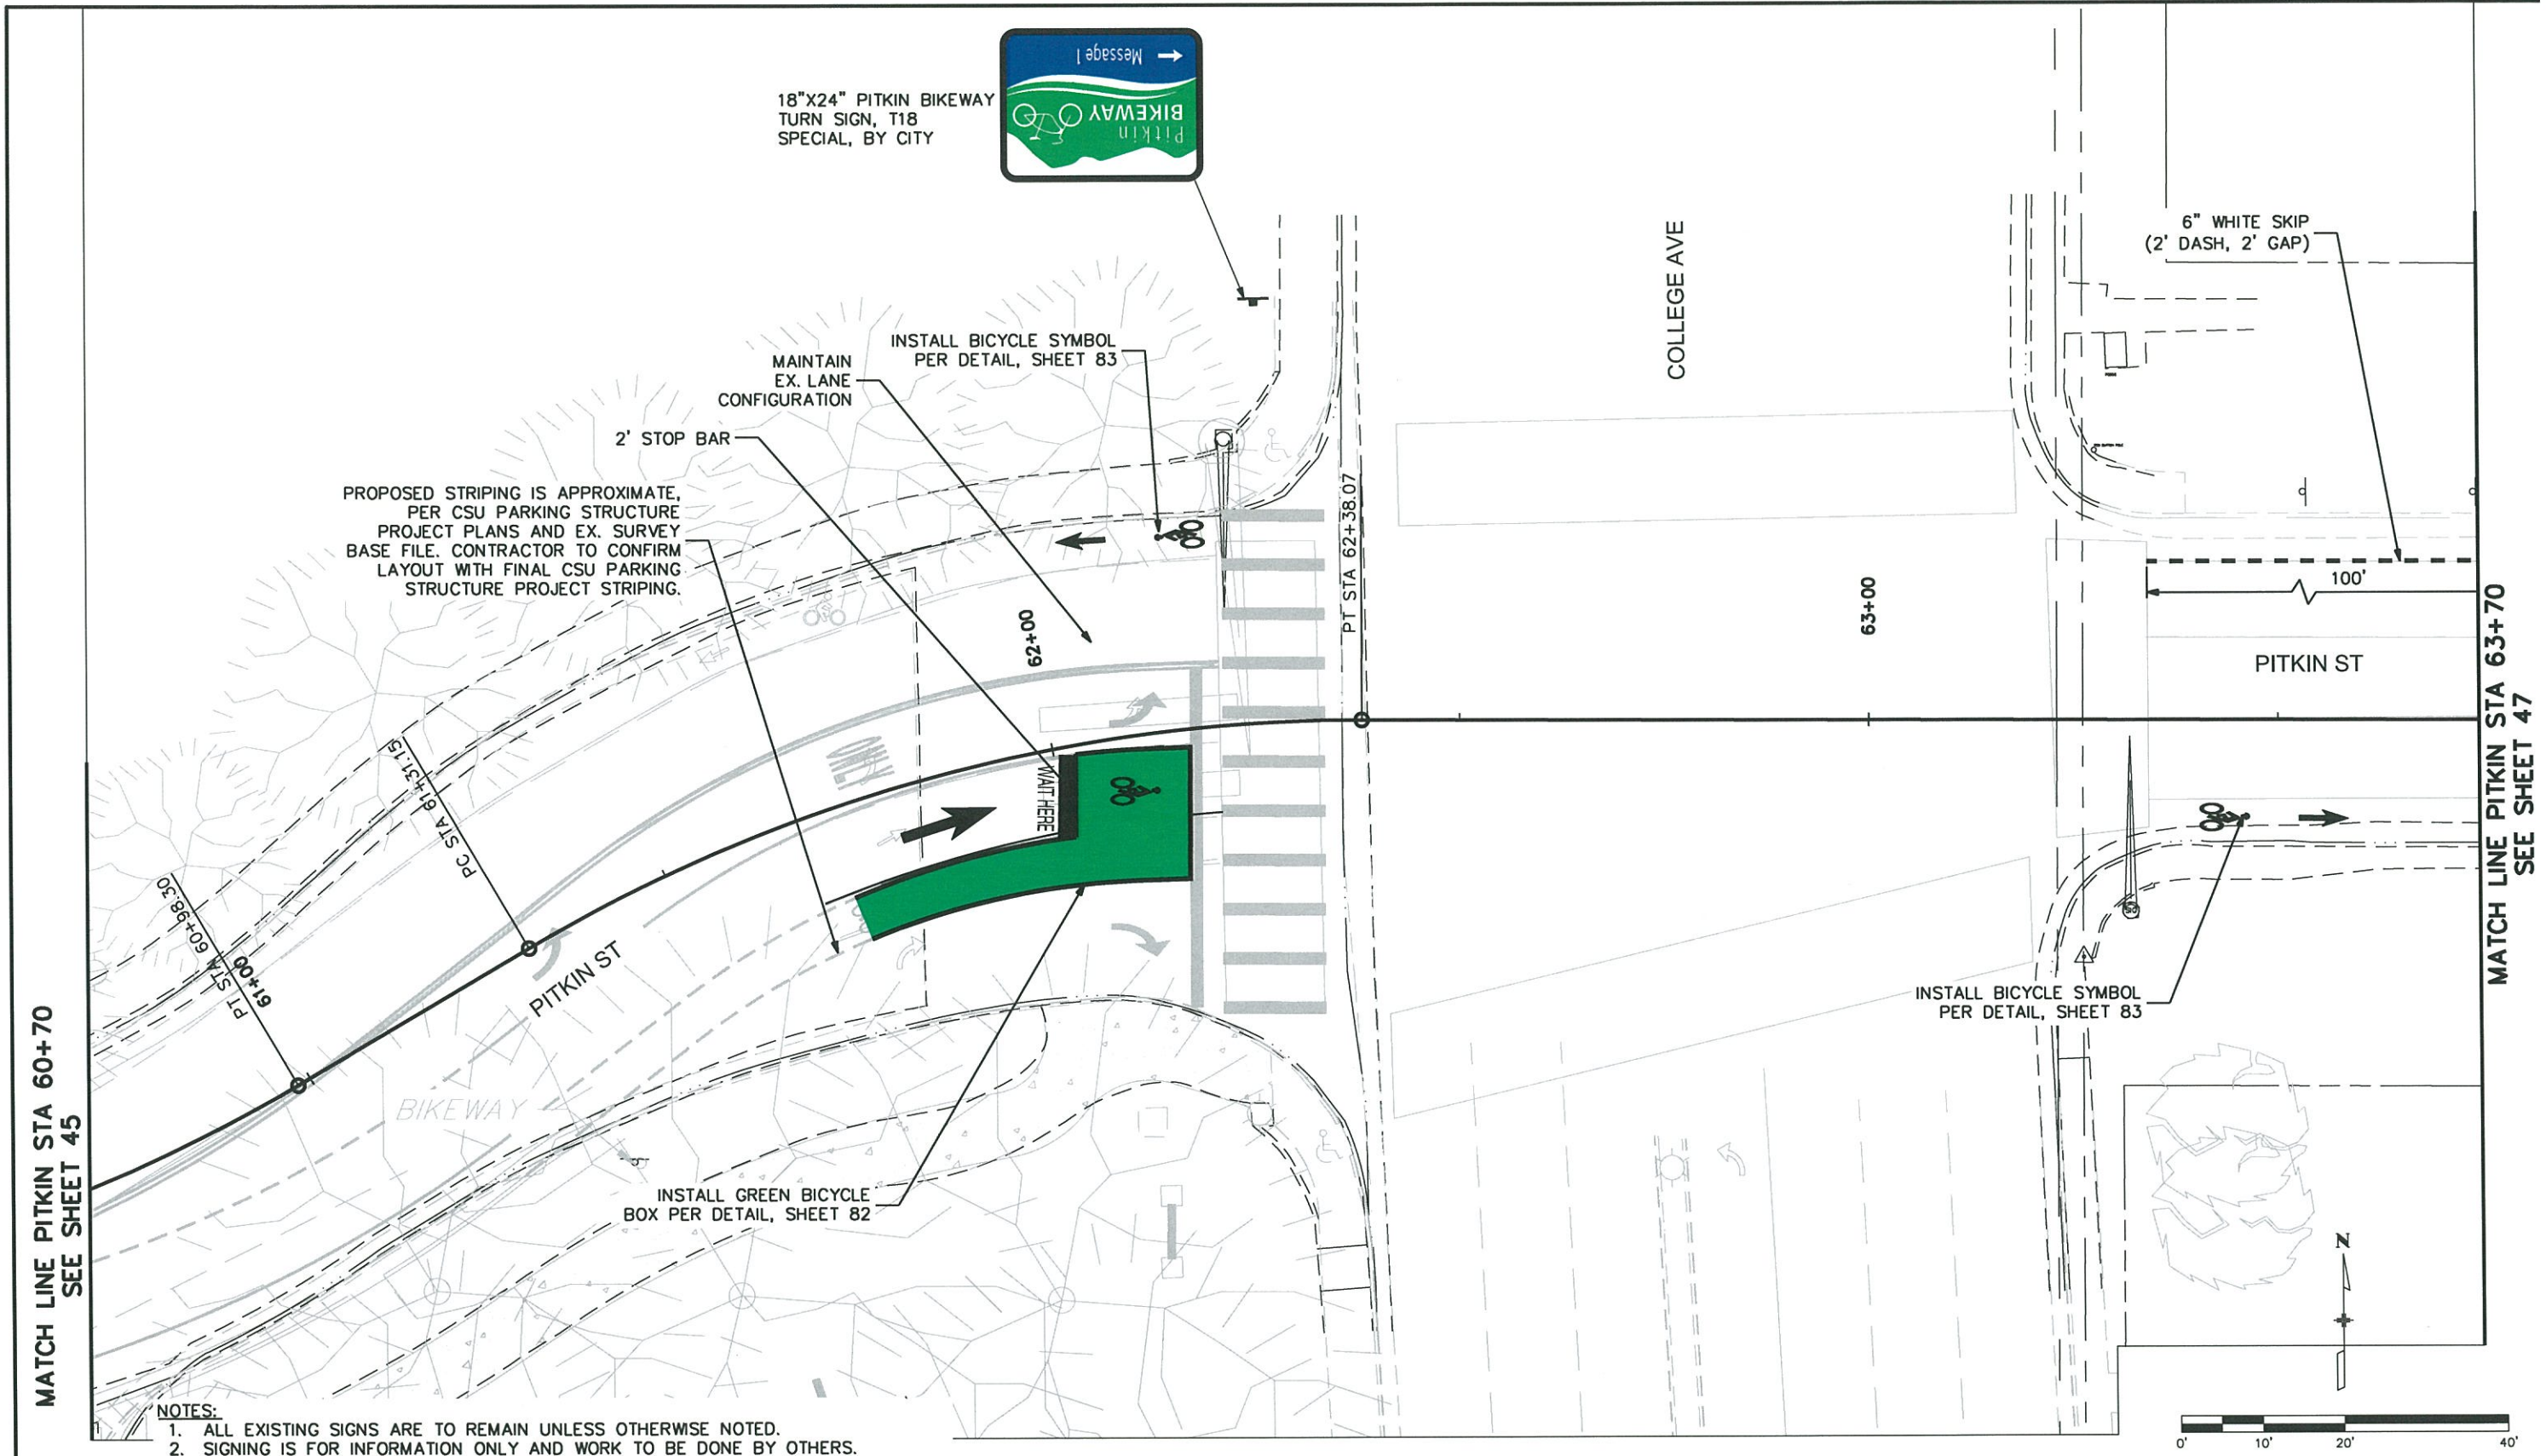 18"X24" PITKIN BIKEWAY
TURN SIGN, T18
SPECIAL, BY CITY
Pitkin
BIKEWAY
Message 1
6" WHITE SKIP
(2' DASH, 2' GAP)
COLLEGE AVE
INSTALL BICYCLE SYMBOL
PER DETAIL, SHEET 83
MAINTAIN
EX. LANE
CONFIGURATION
2' STOP BAR
PROPOSED STRIPING IS APPROXIMATE,
PER CSU PARKING STRUCTURE
PROJECT PLANS AND EX. SURVEY
BASE FILE. CONTRACTOR TO CONFIRM
LAYOUT WITH FINAL CSU PARKING
STRUCTURE PROJECT STRIPING.
PT STA 62+38.07
62+00
63+00
100'
PITKIN ST
MATCH LINE PITKIN STA 63+70
SEE SHEET 47
ONLY
WAIT HERE
PC STA 61+31.15
PT STA 60+98.30
61+00
PITKIN ST
BIKEWAY
MATCH LINE PITKIN STA 60+70
SEE SHEET 45
INSTALL BICYCLE SYMBOL
PER DETAIL, SHEET 83
INSTALL GREEN BICYCLE
BOX PER DETAIL, SHEET 82
N
0' 10' 20' 40'
NOTES:
1. ALL EXISTING SIGNS ARE TO REMAIN UNLESS OTHERWISE NOTED.
2. SIGNING IS FOR INFORMATION ONLY AND WORK TO BE DONE BY OTHERS.